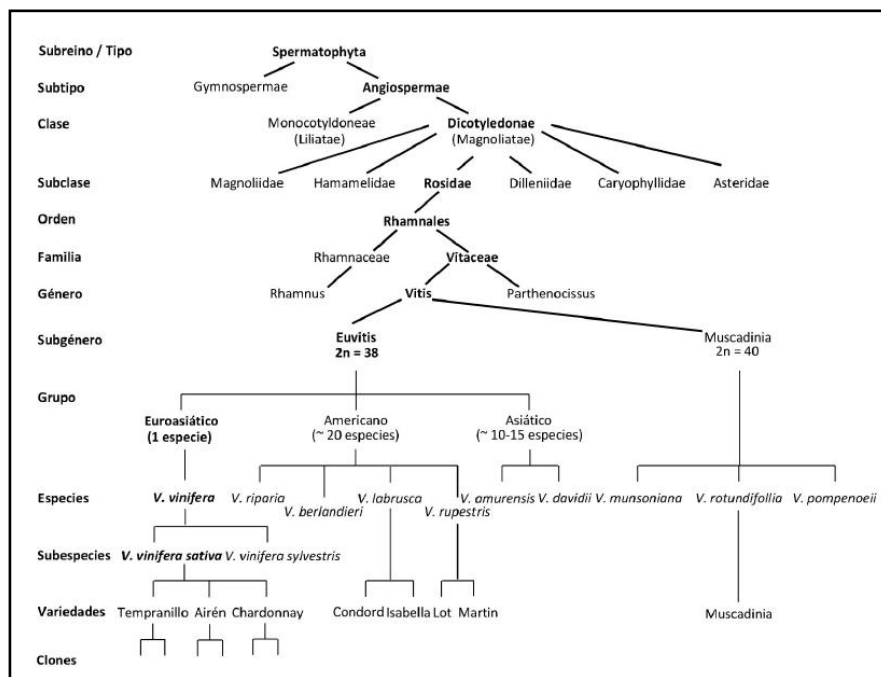 Subreino / Tipo Spermatophyta
Subtipo Gymnospermae Angiospermae
Clase Monocotyldoneae Dicotyledonae
(Liliatae) (Magnoliatae)
Subclase Magnoliidae Hamamelidae Rosidae Dilleniidae Caryophyllidae Asteridae
Orden Rhamnales
Familia Rhamnaceae Vitaceae
Género Rhamnus Vitis Parthenocissus
Subgénero Euvitis Muscadinia
2n = 38 2n = 40
Grupo
Euroasiático Americano Asiático
(1 especie) (~ 20 especies) (~ 10-15 especies)
Especies V. vinifera V. riparia V. labrusca V. amurensis V. davidii V. munsoniana V. rotundifollia V. pompenoeii
V. berlandieri V. rupestris
Subespecies V. vinifera sativa V. vinifera sylvestris
Variedades Tempranillo Airén Chardonnay Condord Isabella Lot Martin Muscadinia
Clones